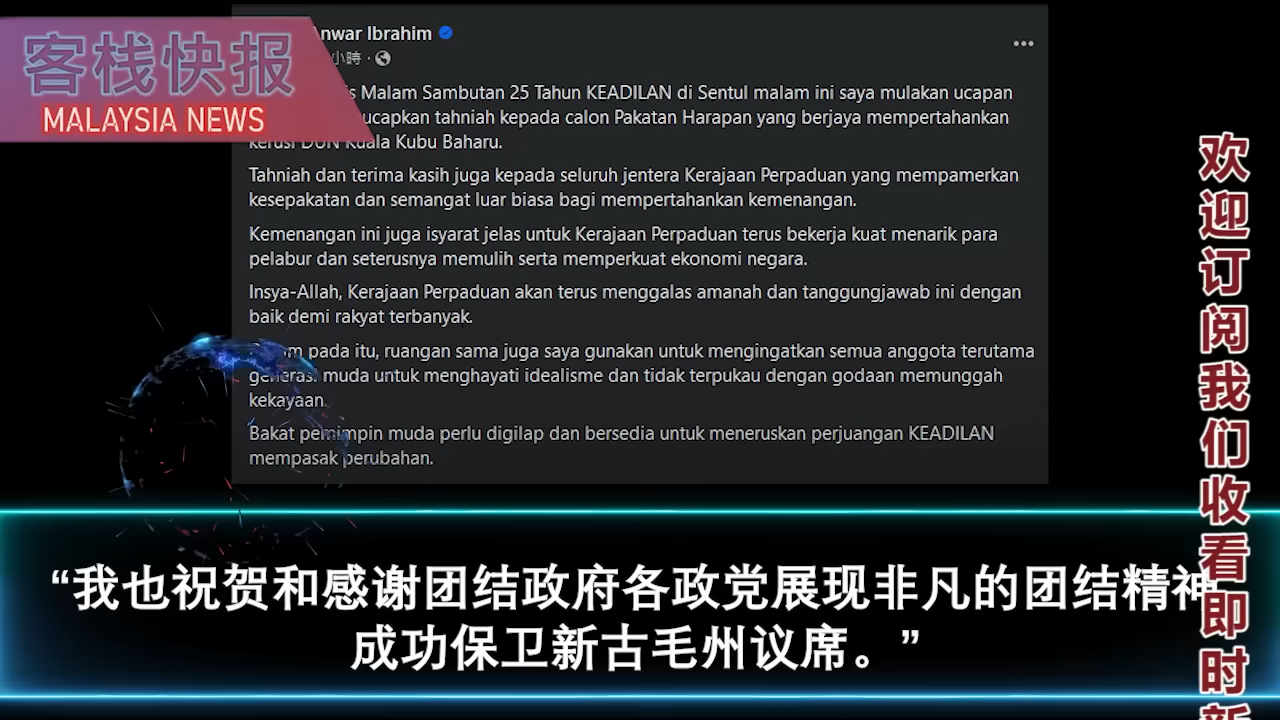 客栈快报
MALAYSIA NEWS
nwar Ibrahim
小時 ·
is Malam Sambutan 25 Tahun KEADILAN di Sentul malam ini saya mulakan ucapan
ucapkan tahniah kepada calon Pakatan Harapan yang berjaya mempertahankan
kerusi DUN Kuala Kubu Baharu.
Tahniah dan terima kasih juga kepada seluruh jentera Kerajaan Perpaduan yang mempamerkan
kesepakatan dan semangat luar biasa bagi mempertahankan kemenangan.
Kemenangan ini juga isyarat jelas untuk Kerajaan Perpaduan terus bekerja kuat menarik para
pelabur dan seterusnya memulih serta memperkuat ekonomi negara.
Insya-Allah, Kerajaan Perpaduan akan terus menggalas amanah dan tanggungjawab ini dengan
baik demi rakyat terbanyak.
pada itu, ruangan sama juga saya gunakan untuk mengingatkan semua anggota terutama
generasi muda untuk menghayati idealisme dan tidak terpukau dengan godaan memunggah
kekayaan.
Bakat pemimpin muda perlu digilap dan bersedia untuk meneruskan perjuangan KEADILAN
mempasak perubahan.
“我也祝贺和感谢团结政府各政党展现非凡的团结精神
成功保卫新古毛州议席。”
欢迎订阅我们收看即时新